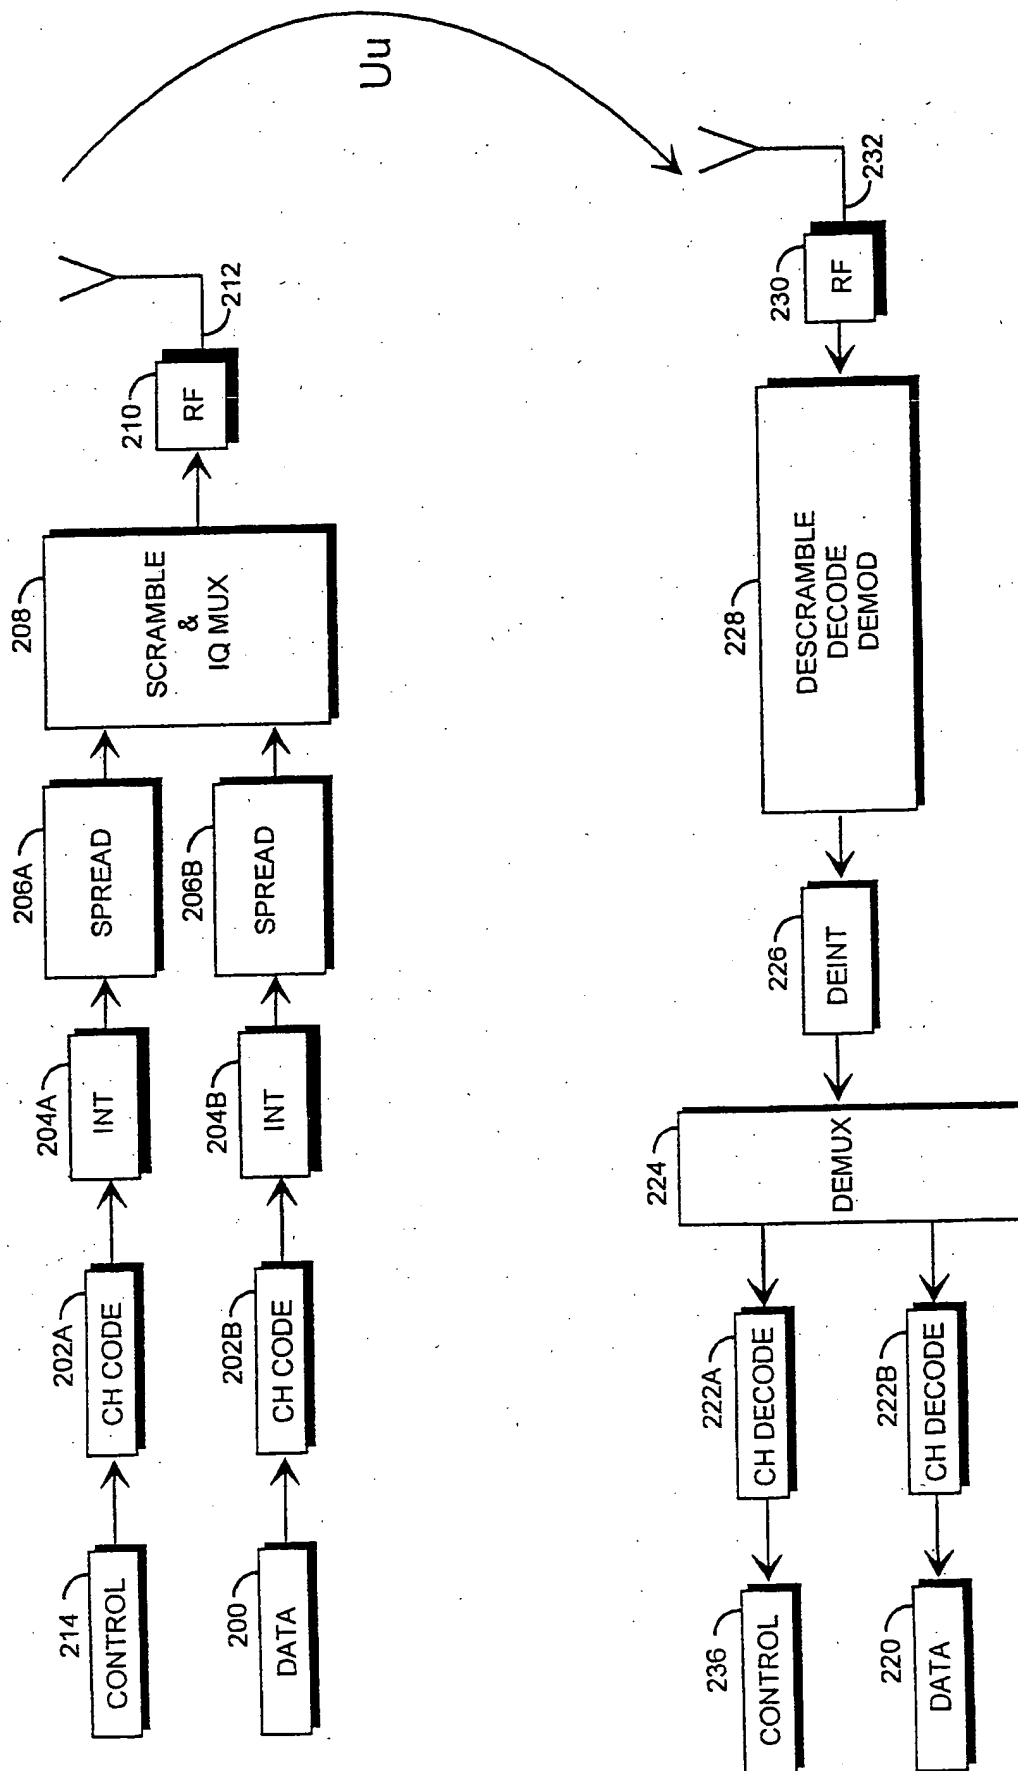 214
CONTROL
202A
CH CODE
204A
INT
206A
SPREAD
200
DATA
202B
CH CODE
204B
INT
206B
SPREAD
208
SCRAMBLE
&
IQ MUX
210
RF
212
Uu
236
CONTROL
222A
CH DECODE
220
DATA
222B
CH DECODE
224
DEMUX
226
DEINT
228
DESCRAMBLE
DECODE
DEMOD
230
RF
232